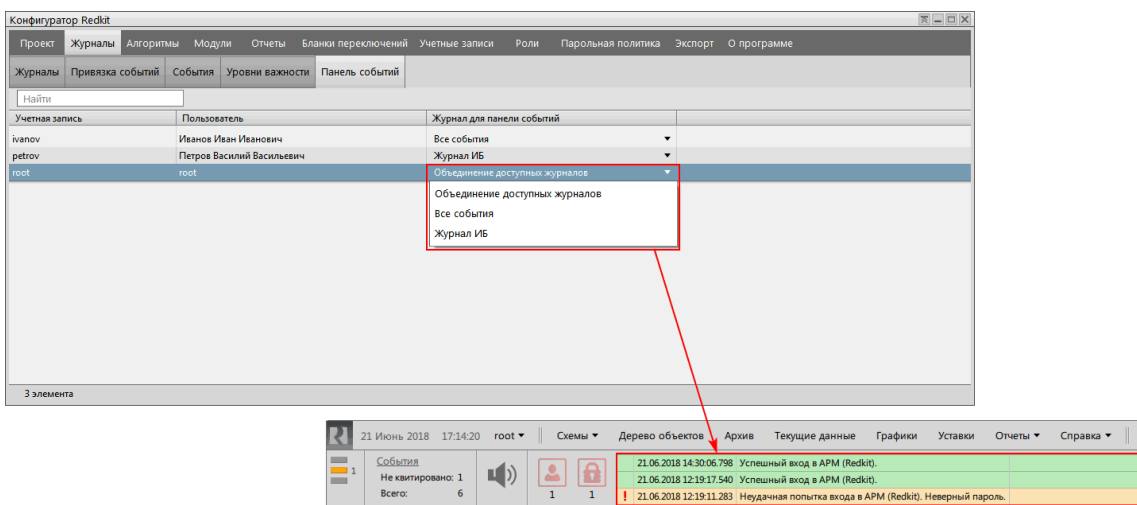 Конфигуратор Redkit
Проект Журналы Алгоритмы Модули Отчеты Бланки переключений Учетные записи Роли Парольная политика Экспорт О программе
Журналы Привязка событий События Уровни важности Панель событий
Найти
Учетная запись Пользователь Журнал для панели событий
ivanov Иванов Иван Иванович Все события
petrov Петров Василий Васильевич Журнал ИБ
root root Объединение доступных журналов
Объединение доступных журналов
Все события
Журнал ИБ
3 элемента
21 Июнь 2018 17:14:20 root Схемы Дерево объектов Архив Текущие данные Графики Уставки Отчеты Справка
События
1
Не квитировано: 1
Всего: 6
1 1
21.06.2018 14:30:06.798 Успешный вход в АРМ (Redkit).
21.06.2018 12:19:17.540 Успешный вход в АРМ (Redkit).
! 21.06.2018 12:19:11.283 Неудачная попытка входа в АРМ (Redkit). Неверный пароль.